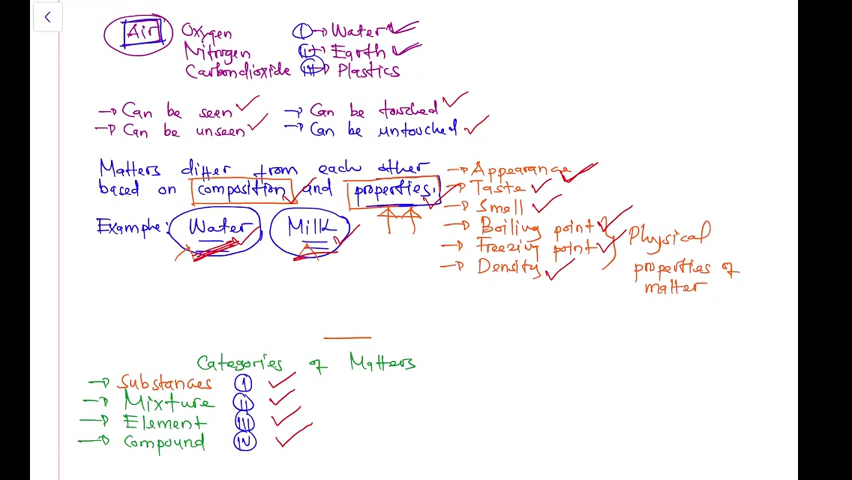 Air Oxygen I → Water
Nitrogen II → Earth
Carbondioxide III → Plastics
→ Can be seen → Can be touched
→ Can be unseen → Can be untouched
Matters differ from each other
based on composition and properties.
Example: Water Milk
→ Appearance
→ Taste
→ Smell
→ Boiling point
→ Freezing point
→ Density
Physical
properties of
matter
Categories of Matters
→ Substances I
→ Mixture II
→ Element III
→ Compound IV